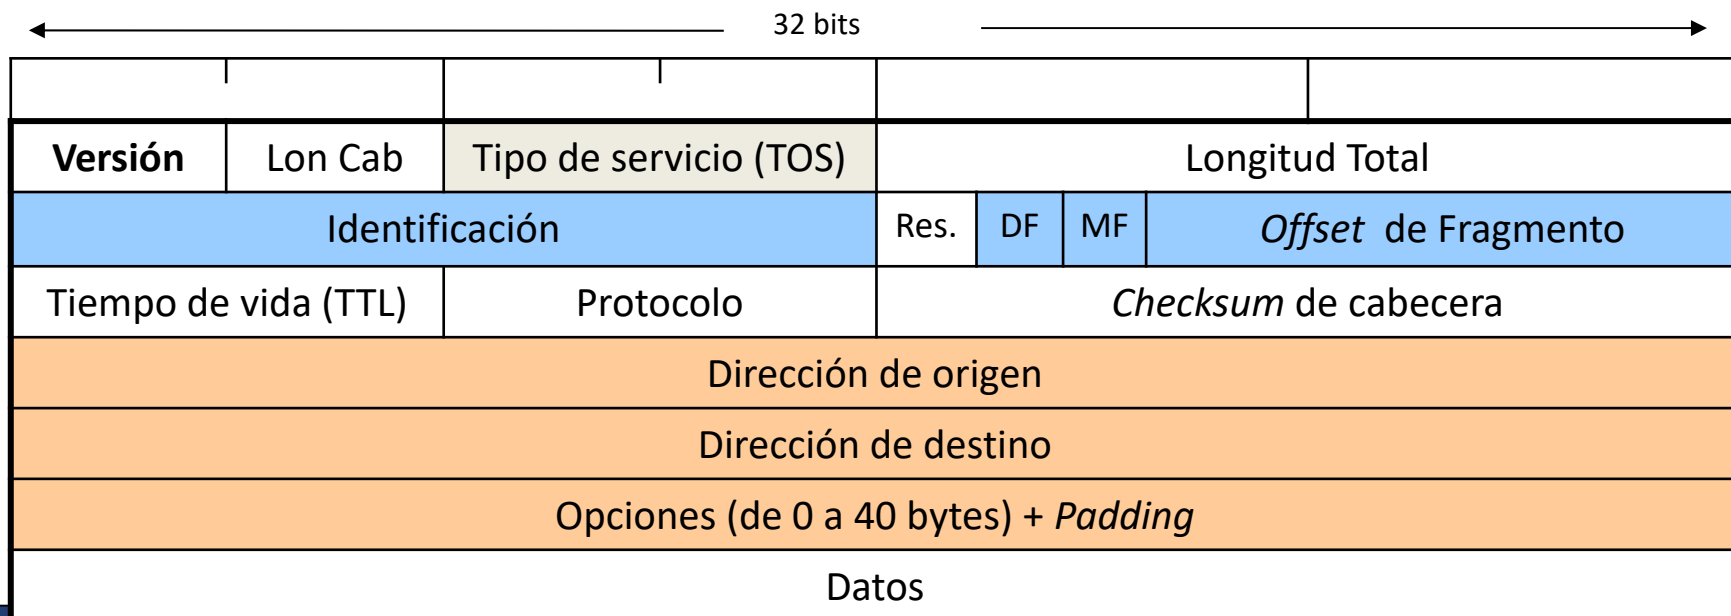 32 bits
Versión Lon Cab Tipo de servicio (TOS) Longitud Total
Identificación Res. DF MF Offset de Fragmento
Tiempo de vida (TTL) Protocolo Checksum de cabecera
Dirección de origen
Dirección de destino
Opciones (de 0 a 40 bytes) + Padding
Datos